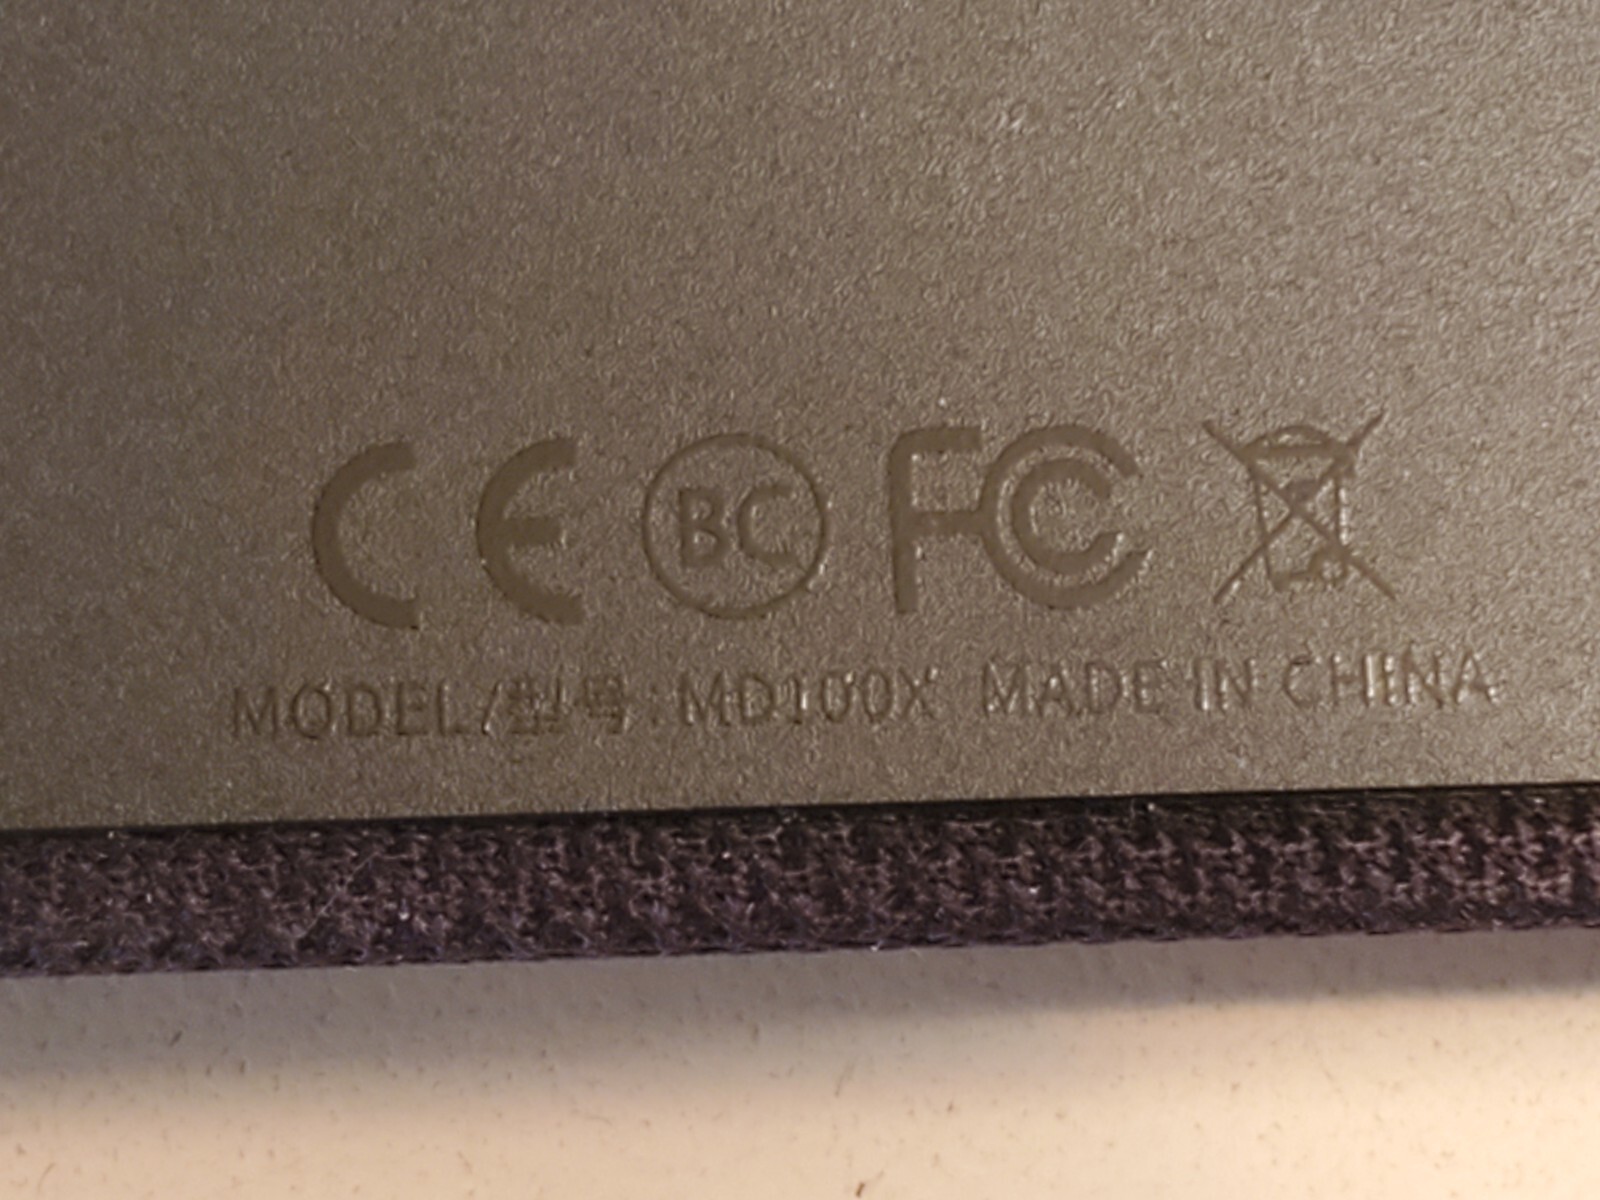 CE BC FC
MODEL/型号: MD100X MADE IN CHINA